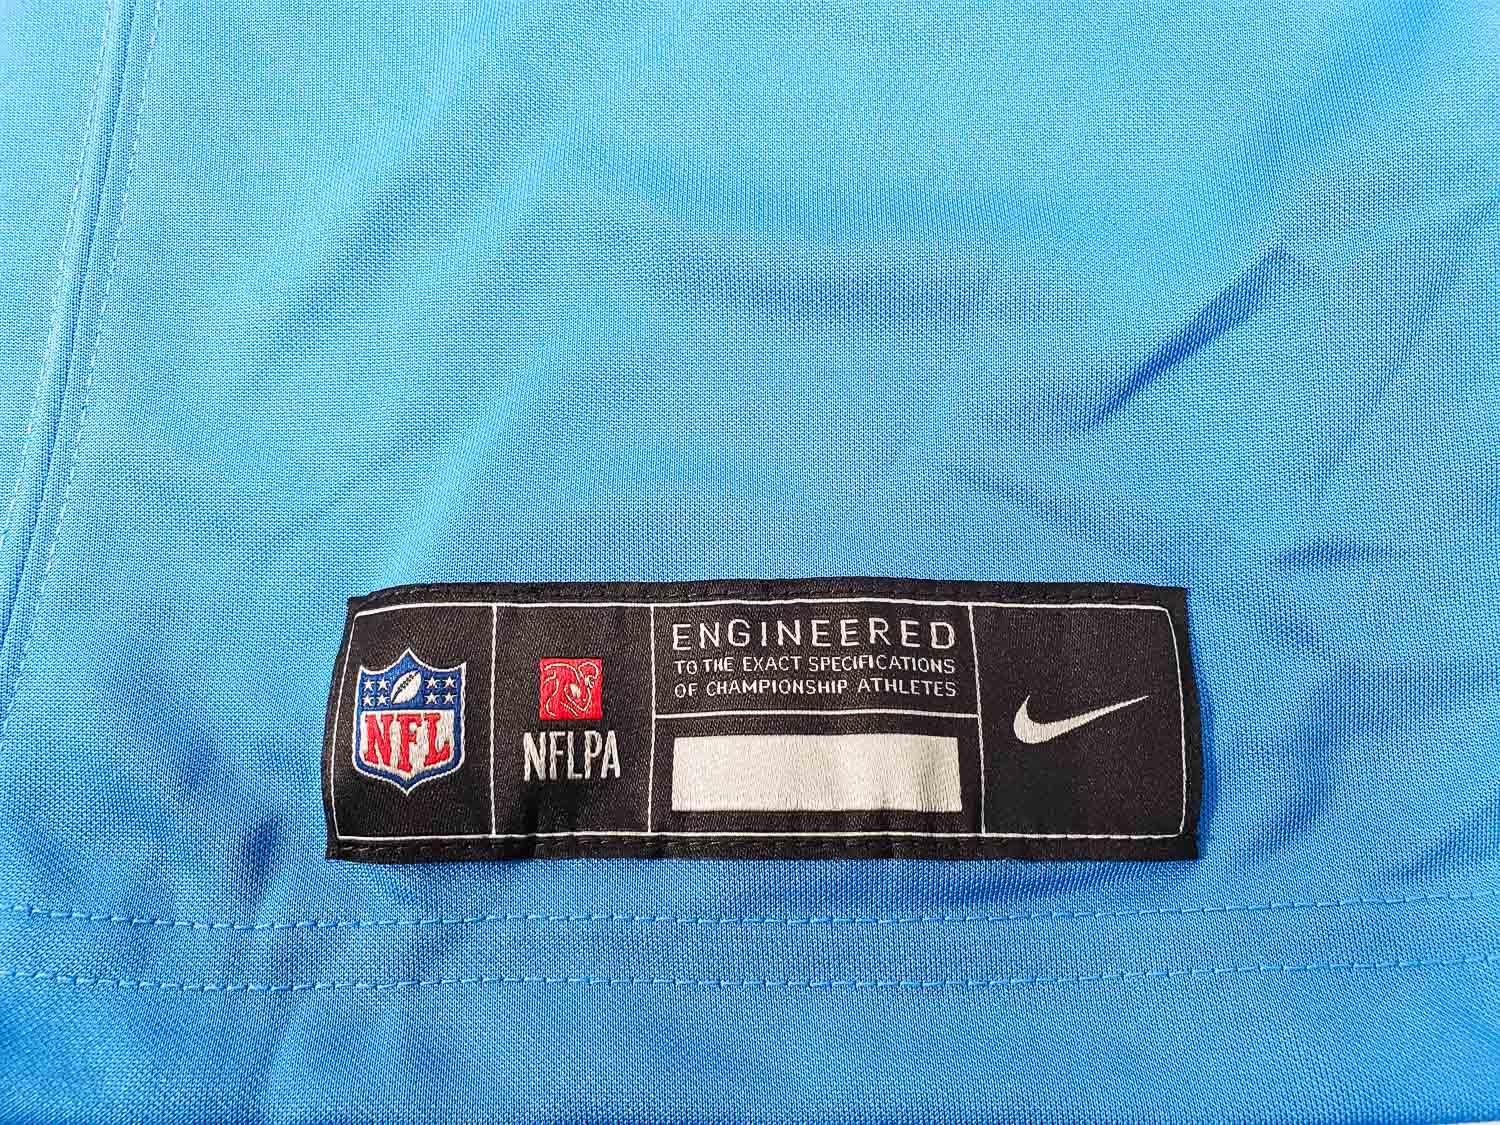 NFL
NFLPA
ENGINEERED
TO THE EXACT SPECIFICATIONS
OF CHAMPIONSHIP ATHLETES